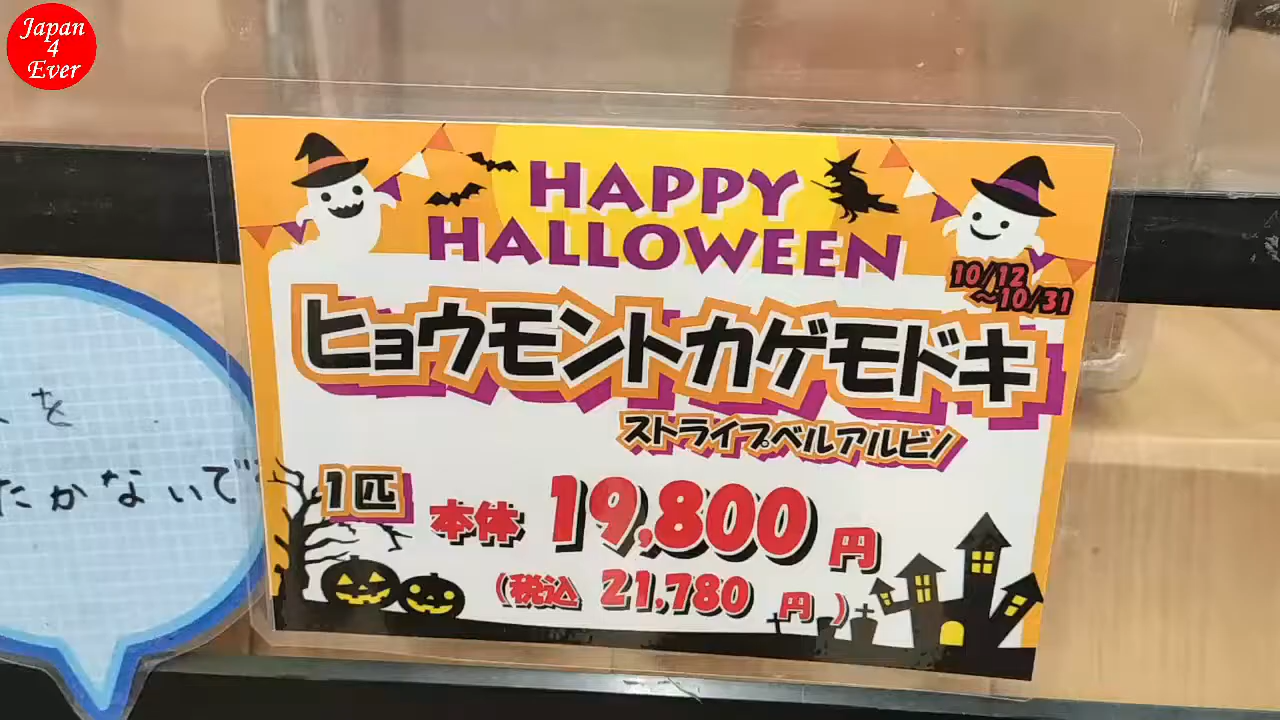 Japan
4
Ever
HAPPY
HALLOWEEN
10/12
～10/31
ヒョウモントカゲモドキ
ストライプベルアルビノ
1匹
本体 19,800 円
(税込 21,780 円)
を
たかないで